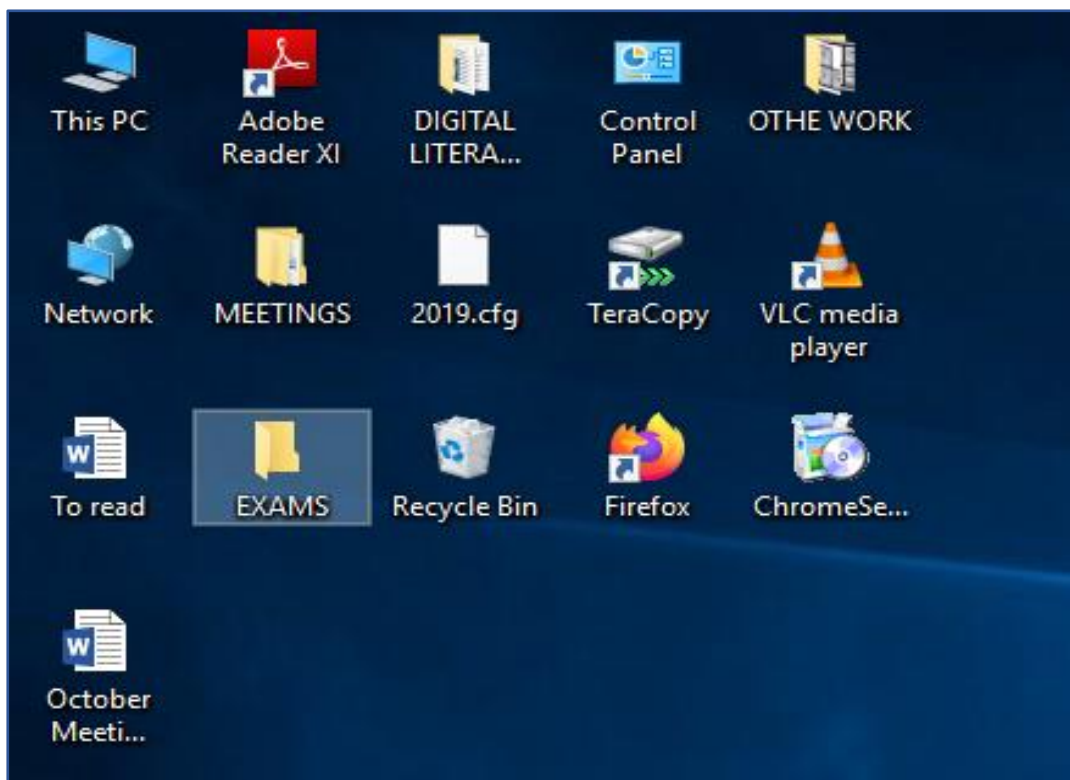 This PC
Adobe
Reader XI
DIGITAL
LITERA...
Control
Panel
OTHE WORK
Network
MEETINGS
2019.cfg
TeraCopy
VLC media
player
To read
EXAMS
Recycle Bin
Firefox
ChromeSe...
October
Meeti...